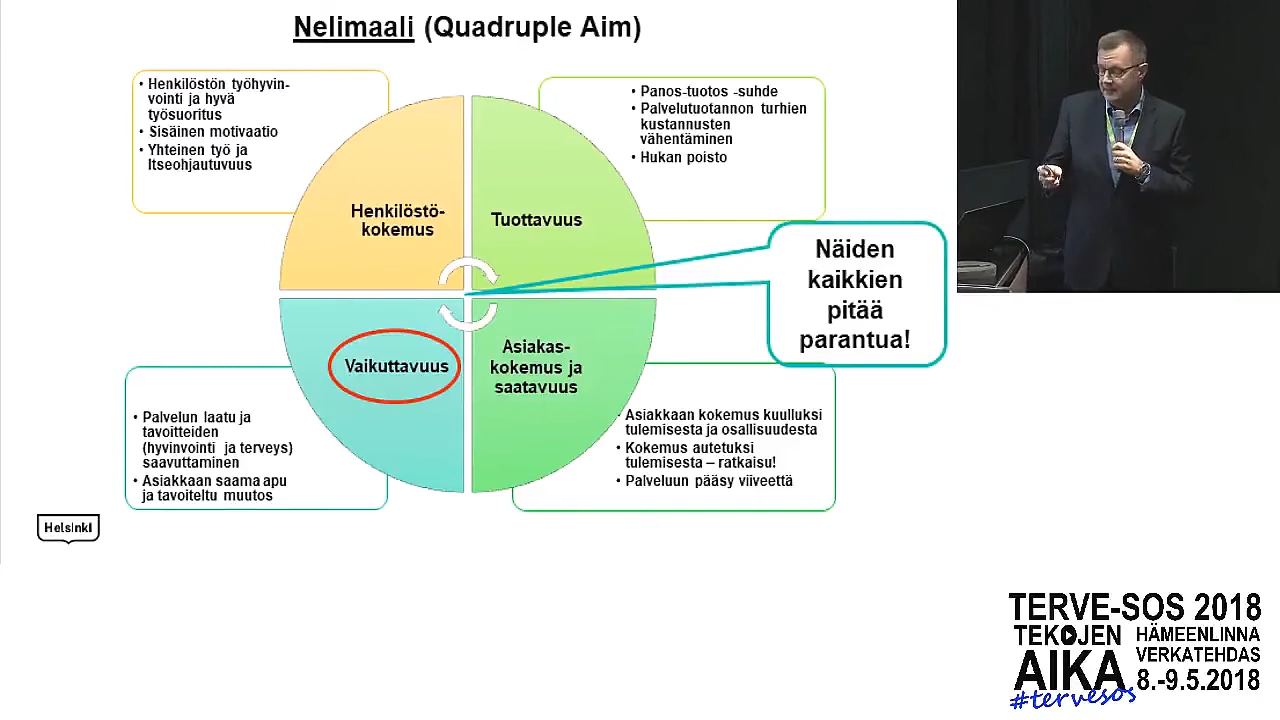 Nelimaali (Quadruple Aim)
• Henkilöstön työhyvin-
vointi ja hyvä
työsuoritus
• Sisäinen motivaatio
• Yhteinen työ ja
Itseohjautuvuus
• Panos-tuotos -suhde
• Palvelutuotannon turhien
kustannusten
vähentäminen
• Hukan poisto
Henkilöstö-
kokemus
Tuottavuus
Näiden
kaikkien
pitää
parantua!
Vaikuttavuus
Asiakas-
kokemus ja
saatavuus
• Palvelun laatu ja
tavoitteiden
(hyvinvointi ja terveys)
saavuttaminen
• Asiakkaan saama apu
ja tavoiteltu muutos
• Asiakkaan kokemus kuulluksi
tulemisesta ja osallisuudesta
• Kokemus autetuksi
tulemisesta – ratkaisu!
• Palveluun pääsy viiveettä
Helsinki
TERVE-SOS 2018
TEKOJEN
AIKA
HÄMEENLINNA
VERKATEHDAS
8.-9.5.2018
#tervesos